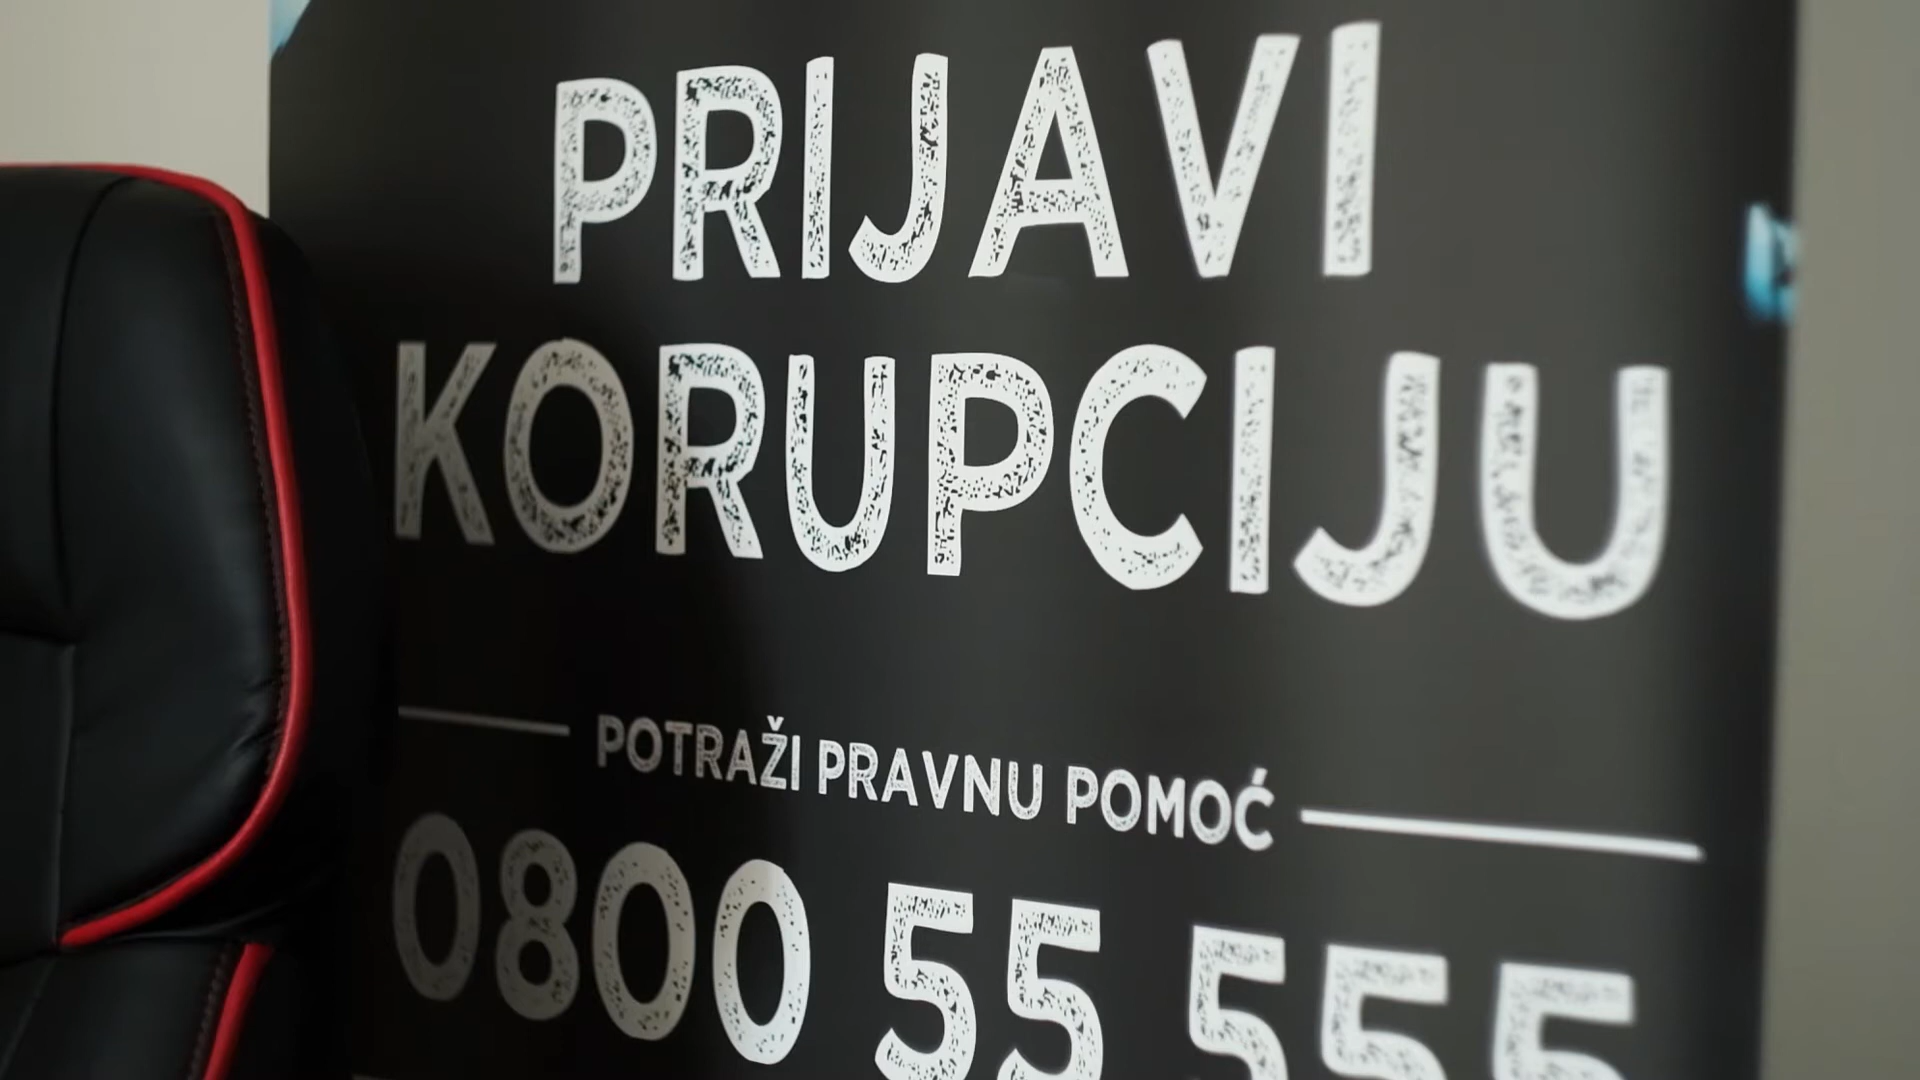 PRIJAVI
KORUPCIJU
POTRAŽI PRAVNU POMOĆ
0800 55 555